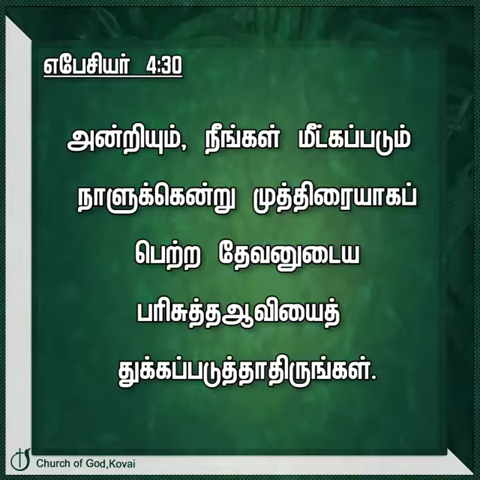 எபேசியர் 4:30
அன்றியும், நீங்கள் மீட்கப்படும்
நாளுக்கென்று முத்திரையாகப்
பெற்ற தேவனுடைய
பரிசுத்தஆவியைத்
துக்கப்படுத்தாதிருங்கள்.
Church of God,Kovai